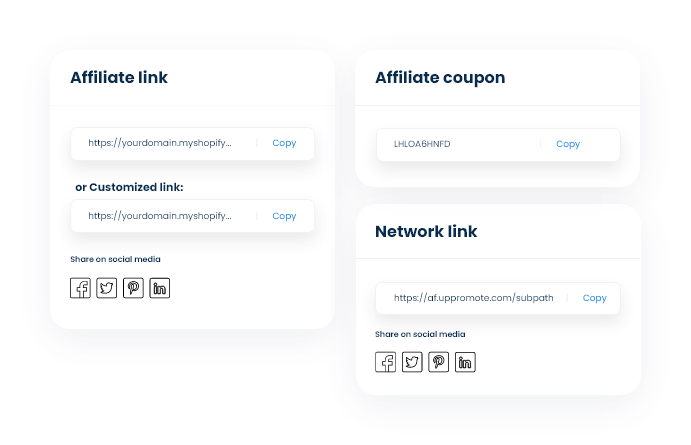 Affiliate link
https://yourdomain.myshopify...
Copy
or Customized link:
https://yourdomain.myshopify...
Copy
Share on social media
Affiliate coupon
LHLOA6HNFD
Copy
Network link
https://af.uppromote.com/subpath
Copy
Share on social media